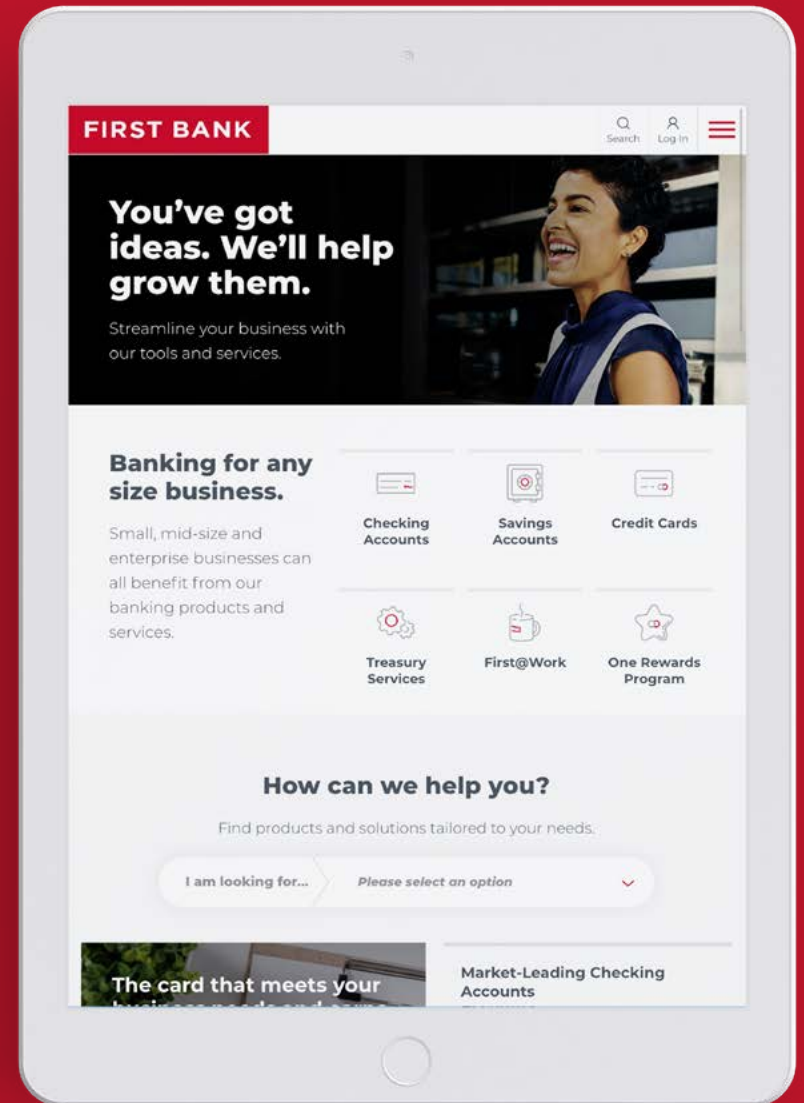 FIRST BANK
Search
Log In
You've got
ideas. We'll help
grow them.
Streamline your business with
our tools and services.
Banking for any
size business.
Small, mid-size and
enterprise businesses can
all benefit from our
banking products and
services.
Checking
Accounts
Savings
Accounts
Credit Cards
Treasury
Services
First@Work
One Rewards
Program
How can we help you?
Find products and solutions tailored to your needs.
I am looking for...
Please select an option
The card that meets your
business needs and earns
Market-Leading Checking
Accounts